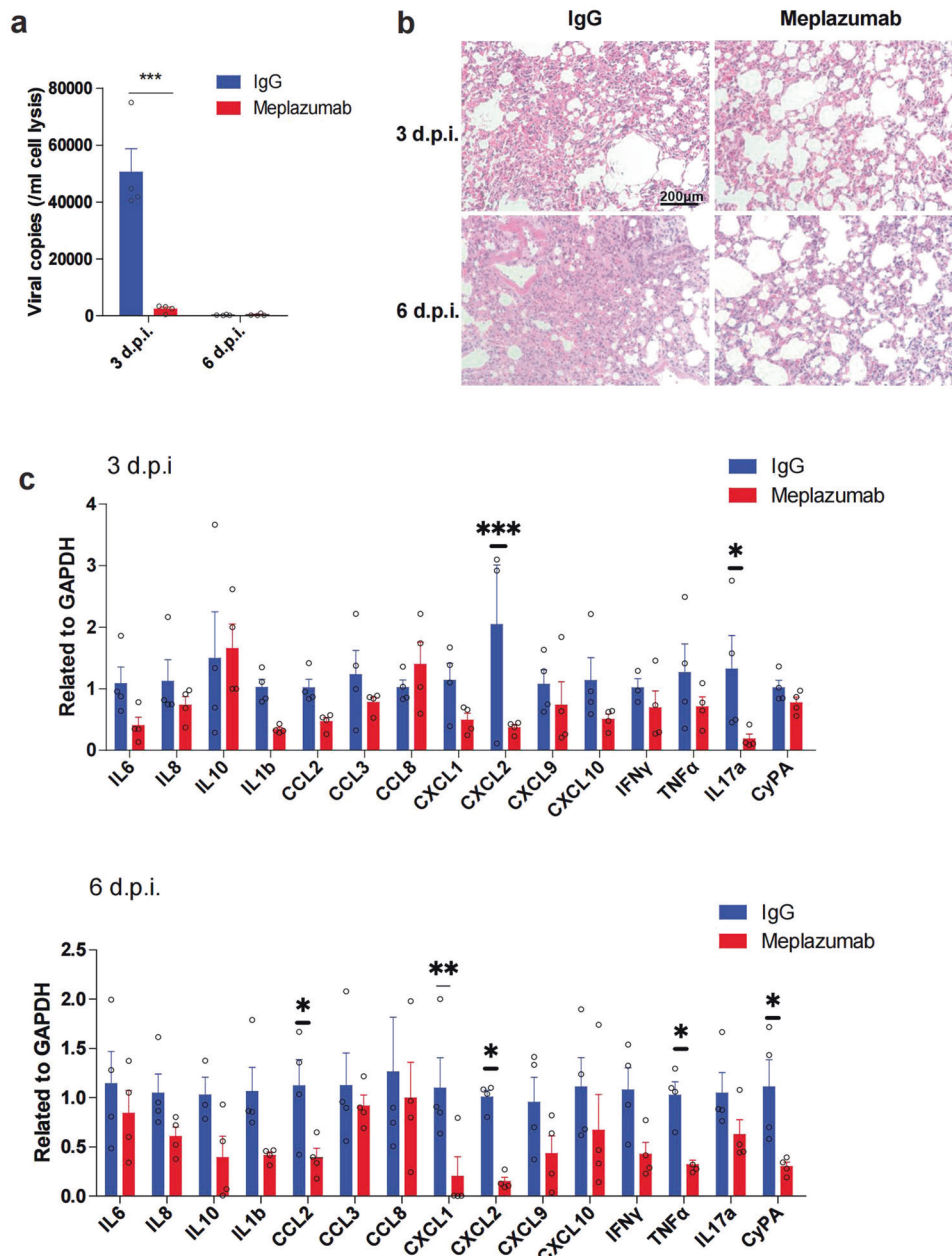 a
***
IgG
Meplazumab
Viral copies (/ml cell lysis)
80000
60000
40000
20000
0
3 d.p.i.
6 d.p.i.
b
IgG
Meplazumab
3 d.p.i.
200μm
6 d.p.i.
c
3 d.p.i
IgG
Meplazumab
Related to GAPDH
4
3
2
1
0
***
*
IL6
IL8
IL10
IL1b
CCL2
CCL3
CCL8
CXCL1
CXCL2
CXCL9
CXCL10
IFNγ
TNFα
IL17a
CyPA
6 d.p.i.
IgG
Meplazumab
Related to GAPDH
2.5
2.0
1.5
1.0
0.5
0.0
*
**
*
*
*
IL6
IL8
IL10
IL1b
CCL2
CCL3
CCL8
CXCL1
CXCL2
CXCL9
CXCL10
IFNγ
TNFα
IL17a
CyPA